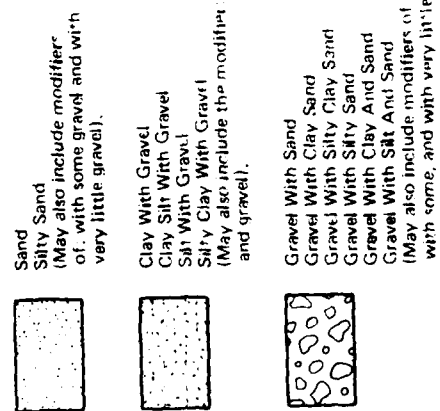 Sand
Silty Sand
(May also include modifiers
of. with some gravel and with
very little gravel).
Clay With Gravel
Clay Silt With Gravel
Silt With Gravel
Silty Clay With Gravel
(May also include the modifier
and gravel).
Gravel With Sand
Gravel With Clay Sand
Gravel With Silty Clay Sand
Gravel With Silty Sand
Gravel With Clay And Sand
Gravel With Silt And Sand
(May also include modifiers of
with some, and with very little